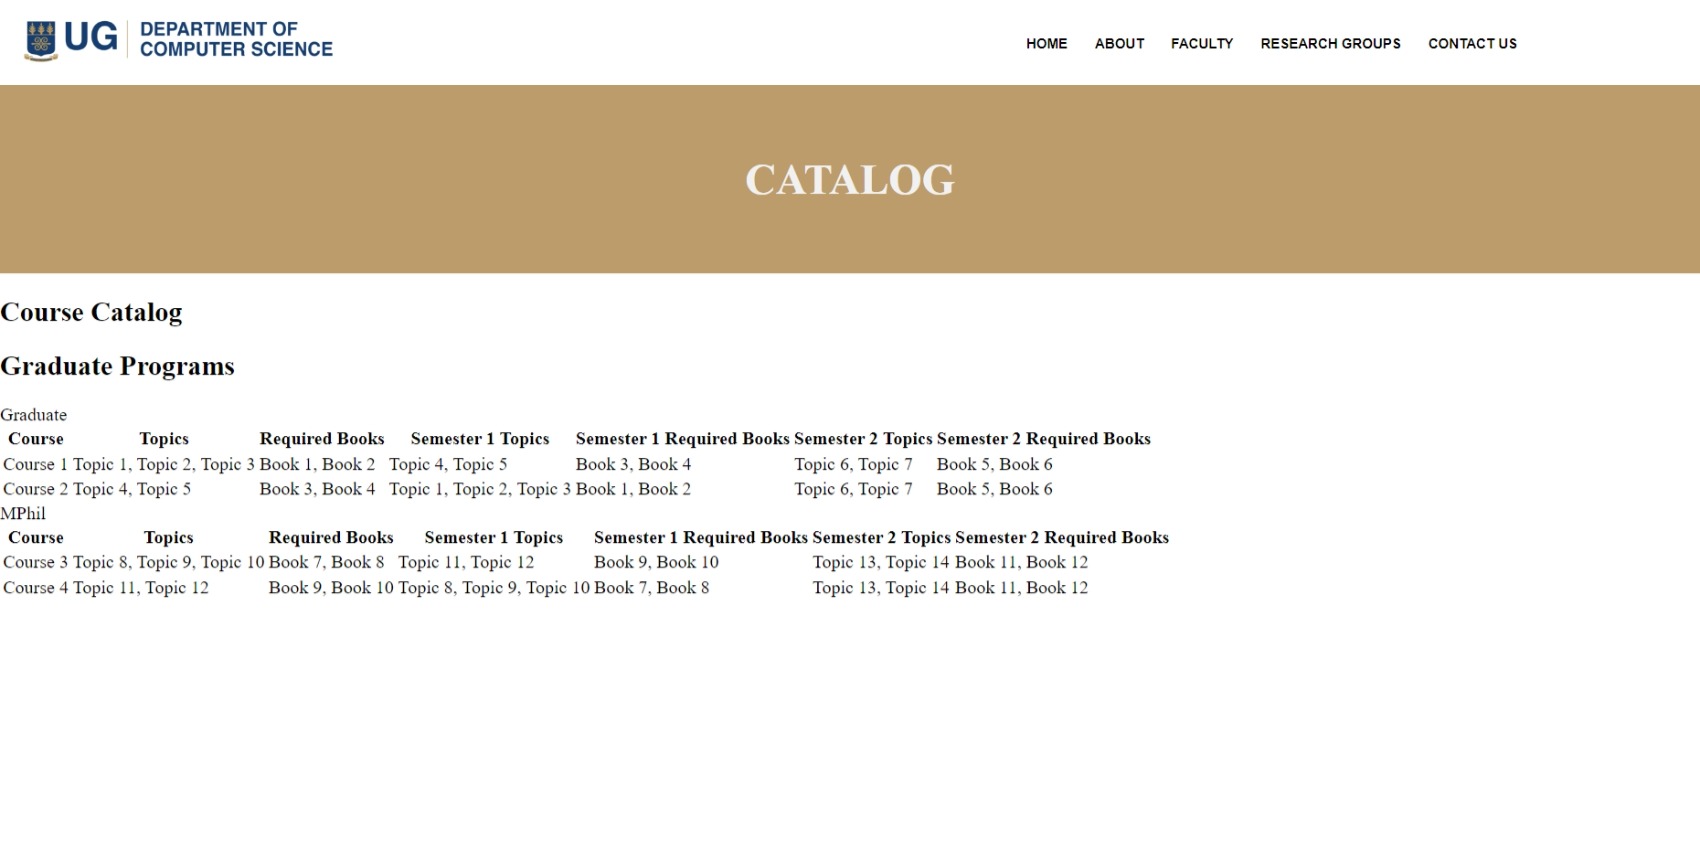 UG DEPARTMENT OF
COMPUTER SCIENCE
HOME ABOUT FACULTY RESEARCH GROUPS CONTACT US
CATALOG
Course Catalog
Graduate Programs
Graduate
Course Topics Required Books Semester 1 Topics Semester 1 Required Books Semester 2 Topics Semester 2 Required Books
Course 1 Topic 1, Topic 2, Topic 3 Book 1, Book 2 Topic 4, Topic 5 Book 3, Book 4 Topic 6, Topic 7 Book 5, Book 6
Course 2 Topic 4, Topic 5 Book 3, Book 4 Topic 1, Topic 2, Topic 3 Book 1, Book 2 Topic 6, Topic 7 Book 5, Book 6
MPhil
Course Topics Required Books Semester 1 Topics Semester 1 Required Books Semester 2 Topics Semester 2 Required Books
Course 3 Topic 8, Topic 9, Topic 10 Book 7, Book 8 Topic 11, Topic 12 Book 9, Book 10 Topic 13, Topic 14 Book 11, Book 12
Course 4 Topic 11, Topic 12 Book 9, Book 10 Topic 8, Topic 9, Topic 10 Book 7, Book 8 Topic 13, Topic 14 Book 11, Book 12